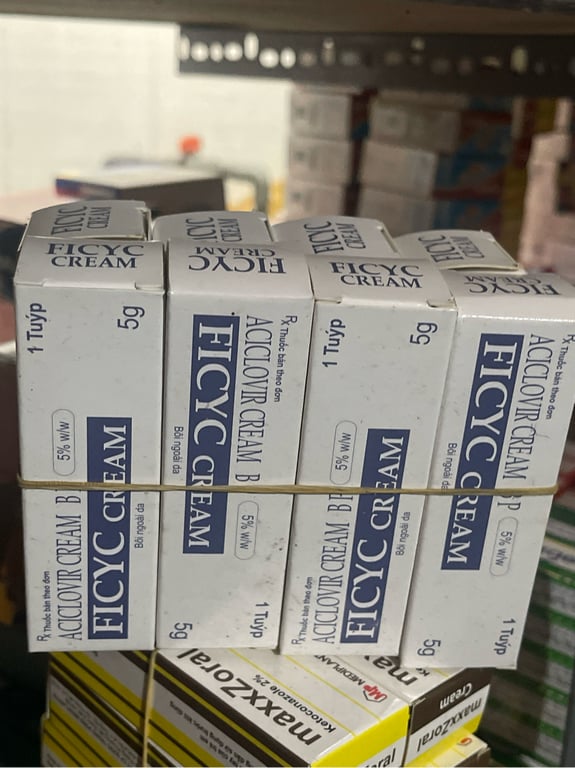 FICYC
CREAM
FICYC
CREAM
FICYC
CREAM
FICYC
CREAM
FICYC
CREAM
1 Tuýp
5g
5% w/w
FICYC CREAM
Bôi ngoài da
Rx Thuốc bán theo đơn
ACICLOVIR CREAM B
FICYC
CREAM
Rx Thuốc bán theo đơn
ACICLOVIR CREAM B
5% w/w
FICYC CREAM
Bôi ngoài da
1 Tuýp
5g
FICYC
CREAM
1 Tuýp
5g
5% w/w
FICYC CREAM
Bôi ngoài da
Rx Thuốc bán theo đơn
ACICLOVIR CREAM B
FICYC
CREAM
Rx Thuốc bán theo đơn
ACICLOVIR CREAM BP
5% w/w
FICYC CREAM
Bôi ngoài da
1 Tuýp
5g
maxxZoral
Ketoconazole 2%
MEDIPLAN
maxx
maxxZoral
Cream
oral